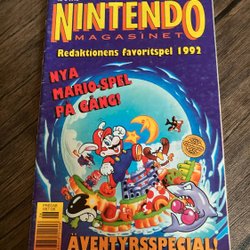 NINTENDO
MAGASINET
Redaktionens favoritspel 1992
NYA
MARIO-SPEL
PÅ GÅNG!
ÄVENTYRSSPECIAL!